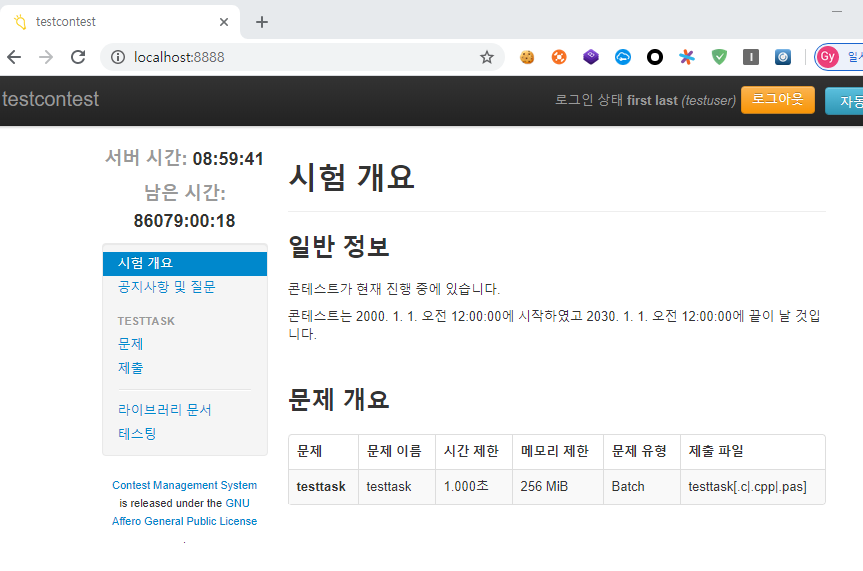 testcontest
localhost:8888
Gy 일시
testcontest
로그인 상태 first last (testuser) 로그아웃 자동
서버 시간: 08:59:41
남은 시간:
86079:00:18
시험 개요
공지사항 및 질문
TESTTASK
문제
제출
라이브러리 문서
테스팅
Contest Management System
is released under the GNU
Affero General Public License
.
시험 개요
일반 정보
콘테스트가 현재 진행 중에 있습니다.
콘테스트는 2000. 1. 1. 오전 12:00:00에 시작하였고 2030. 1. 1. 오전 12:00:00에 끝이 날 것입
니다.
문제 개요
문제 문제 이름 시간 제한 메모리 제한 문제 유형 제출 파일
testtask testtask 1.000초 256 MiB Batch testtask[.c|.cpp|.pas]